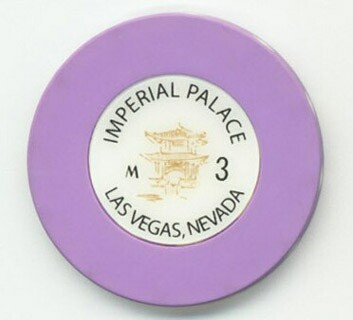 IMPERIAL PALACE
M 3
LAS VEGAS, NEVADA